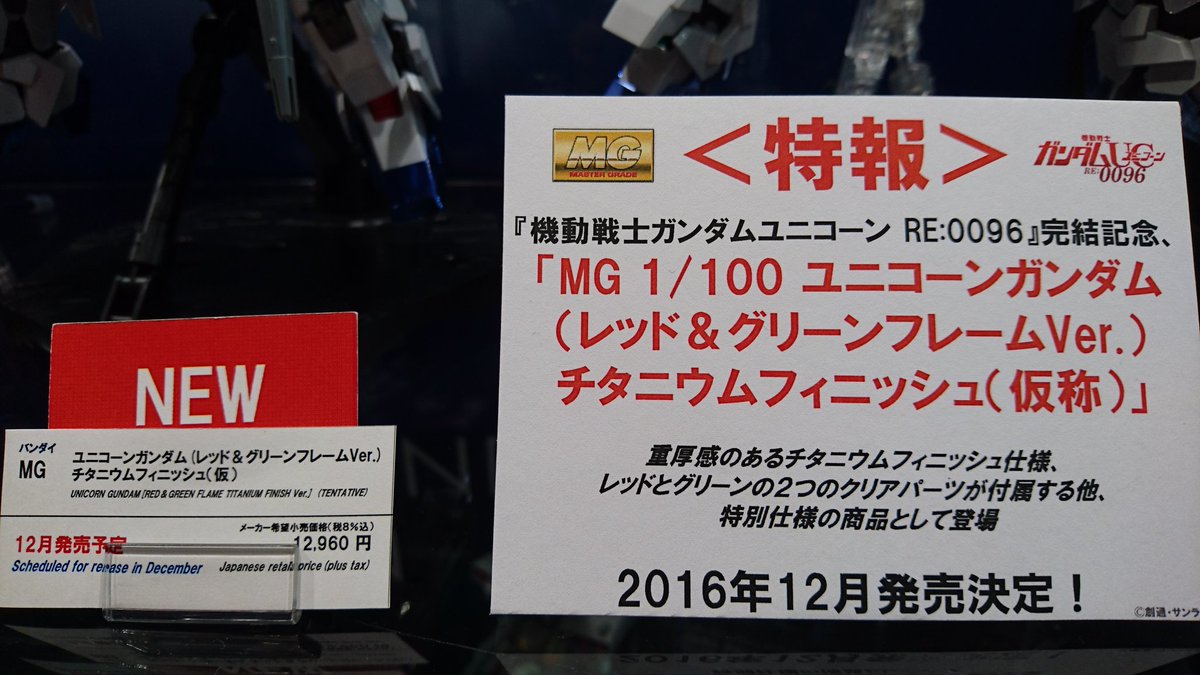 NEW
バンダイ
MG
ユニコーンガンダム(レッド&グリーンフレームVer.)
チタニウムフィニッシュ(仮)
UNICORN GUNDAM [RED & GREEN FLAME TITANIUM FINISH Ver.] (TENTATIVE)
メーカー希望小売価格(税8%込)
12月発売予定
12,960 円
Scheduled for rerase in December
Japanese retail price (plus tax)
MG
MASTER GRADE
<特報>
機動戦士
ガンダムUC
ユニコーン
RE:0096
『機動戦士ガンダムユニコーン RE:0096』完結記念、
「MG 1/100 ユニコーンガンダム
(レッド&グリーンフレームVer.)
チタニウムフィニッシュ(仮称)」
重厚感のあるチタニウムフィニッシュ仕様、
レッドとグリーンの2つのクリアパーツが付属する他、
特別仕様の商品として登場
2016年12月発売決定!
©創通・サンラ